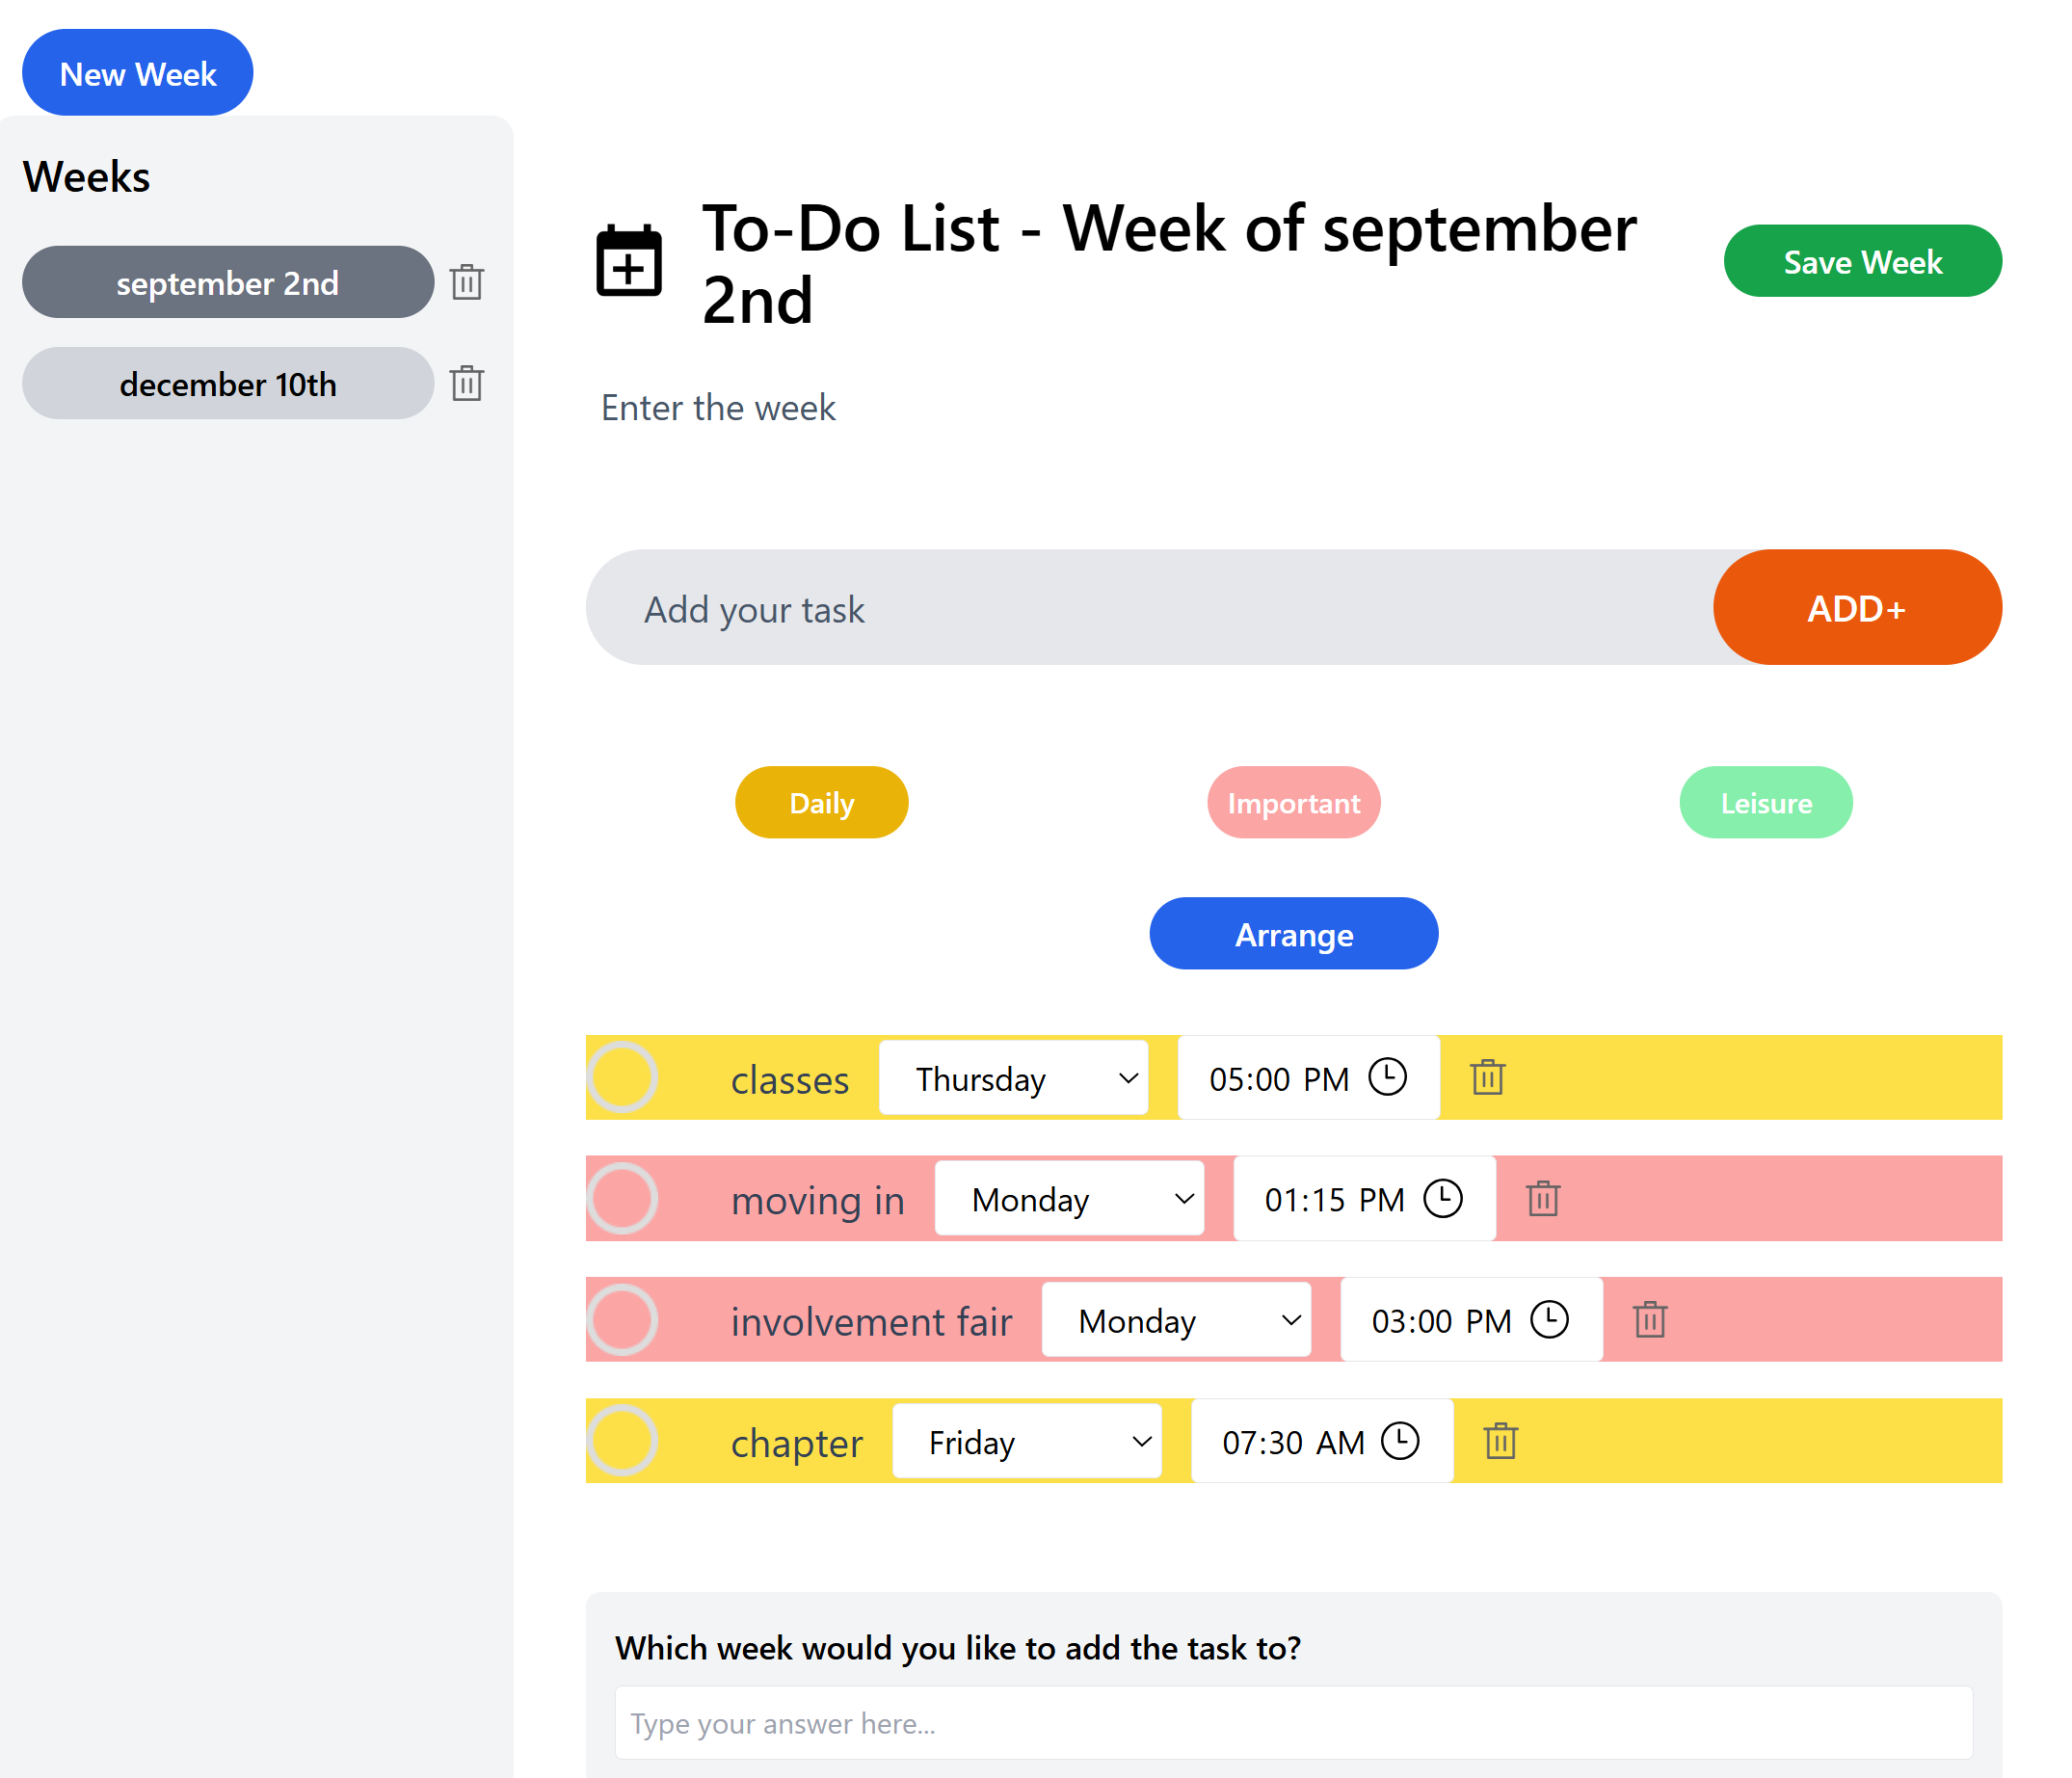 New Week
Weeks
september 2nd
december 10th
To-Do List - Week of september
2nd
Save Week
Enter the week
Add your task
ADD+
Daily
Important
Leisure
Arrange
classes Thursday 05:00 PM
moving in Monday 01:15 PM
involvement fair Monday 03:00 PM
chapter Friday 07:30 AM
Which week would you like to add the task to?
Type your answer here...